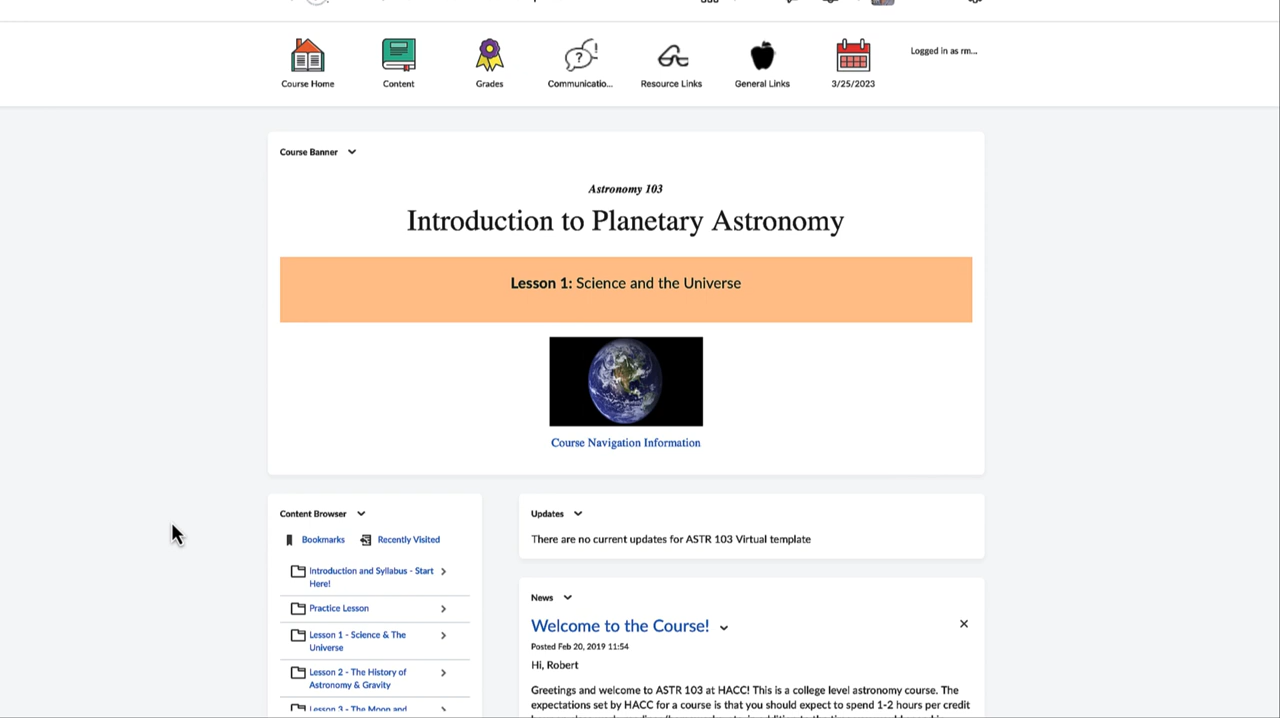 Course Home
Content
Grades
Communicatio...
Resource Links
General Links
3/25/2023
Logged in as rm...
Course Banner
Astronomy 103
Introduction to Planetary Astronomy
Lesson 1: Science and the Universe
Course Navigation Information
Content Browser
Bookmarks
Recently Visited
Introduction and Syllabus - Start
Here!
Practice Lesson
Lesson 1 - Science & The
Universe
Lesson 2 - The History of
Astronomy & Gravity
Lesson 3 - The Moon and
Updates
There are no current updates for ASTR 103 Virtual template
News
Welcome to the Course!
Posted Feb 20, 2019 11:54
Hi, Robert
Greetings and welcome to ASTR 103 at HACC! This is a college level astronomy course. The
expectations set by HACC for a course is that you should expect to spend 1-2 hours per credit